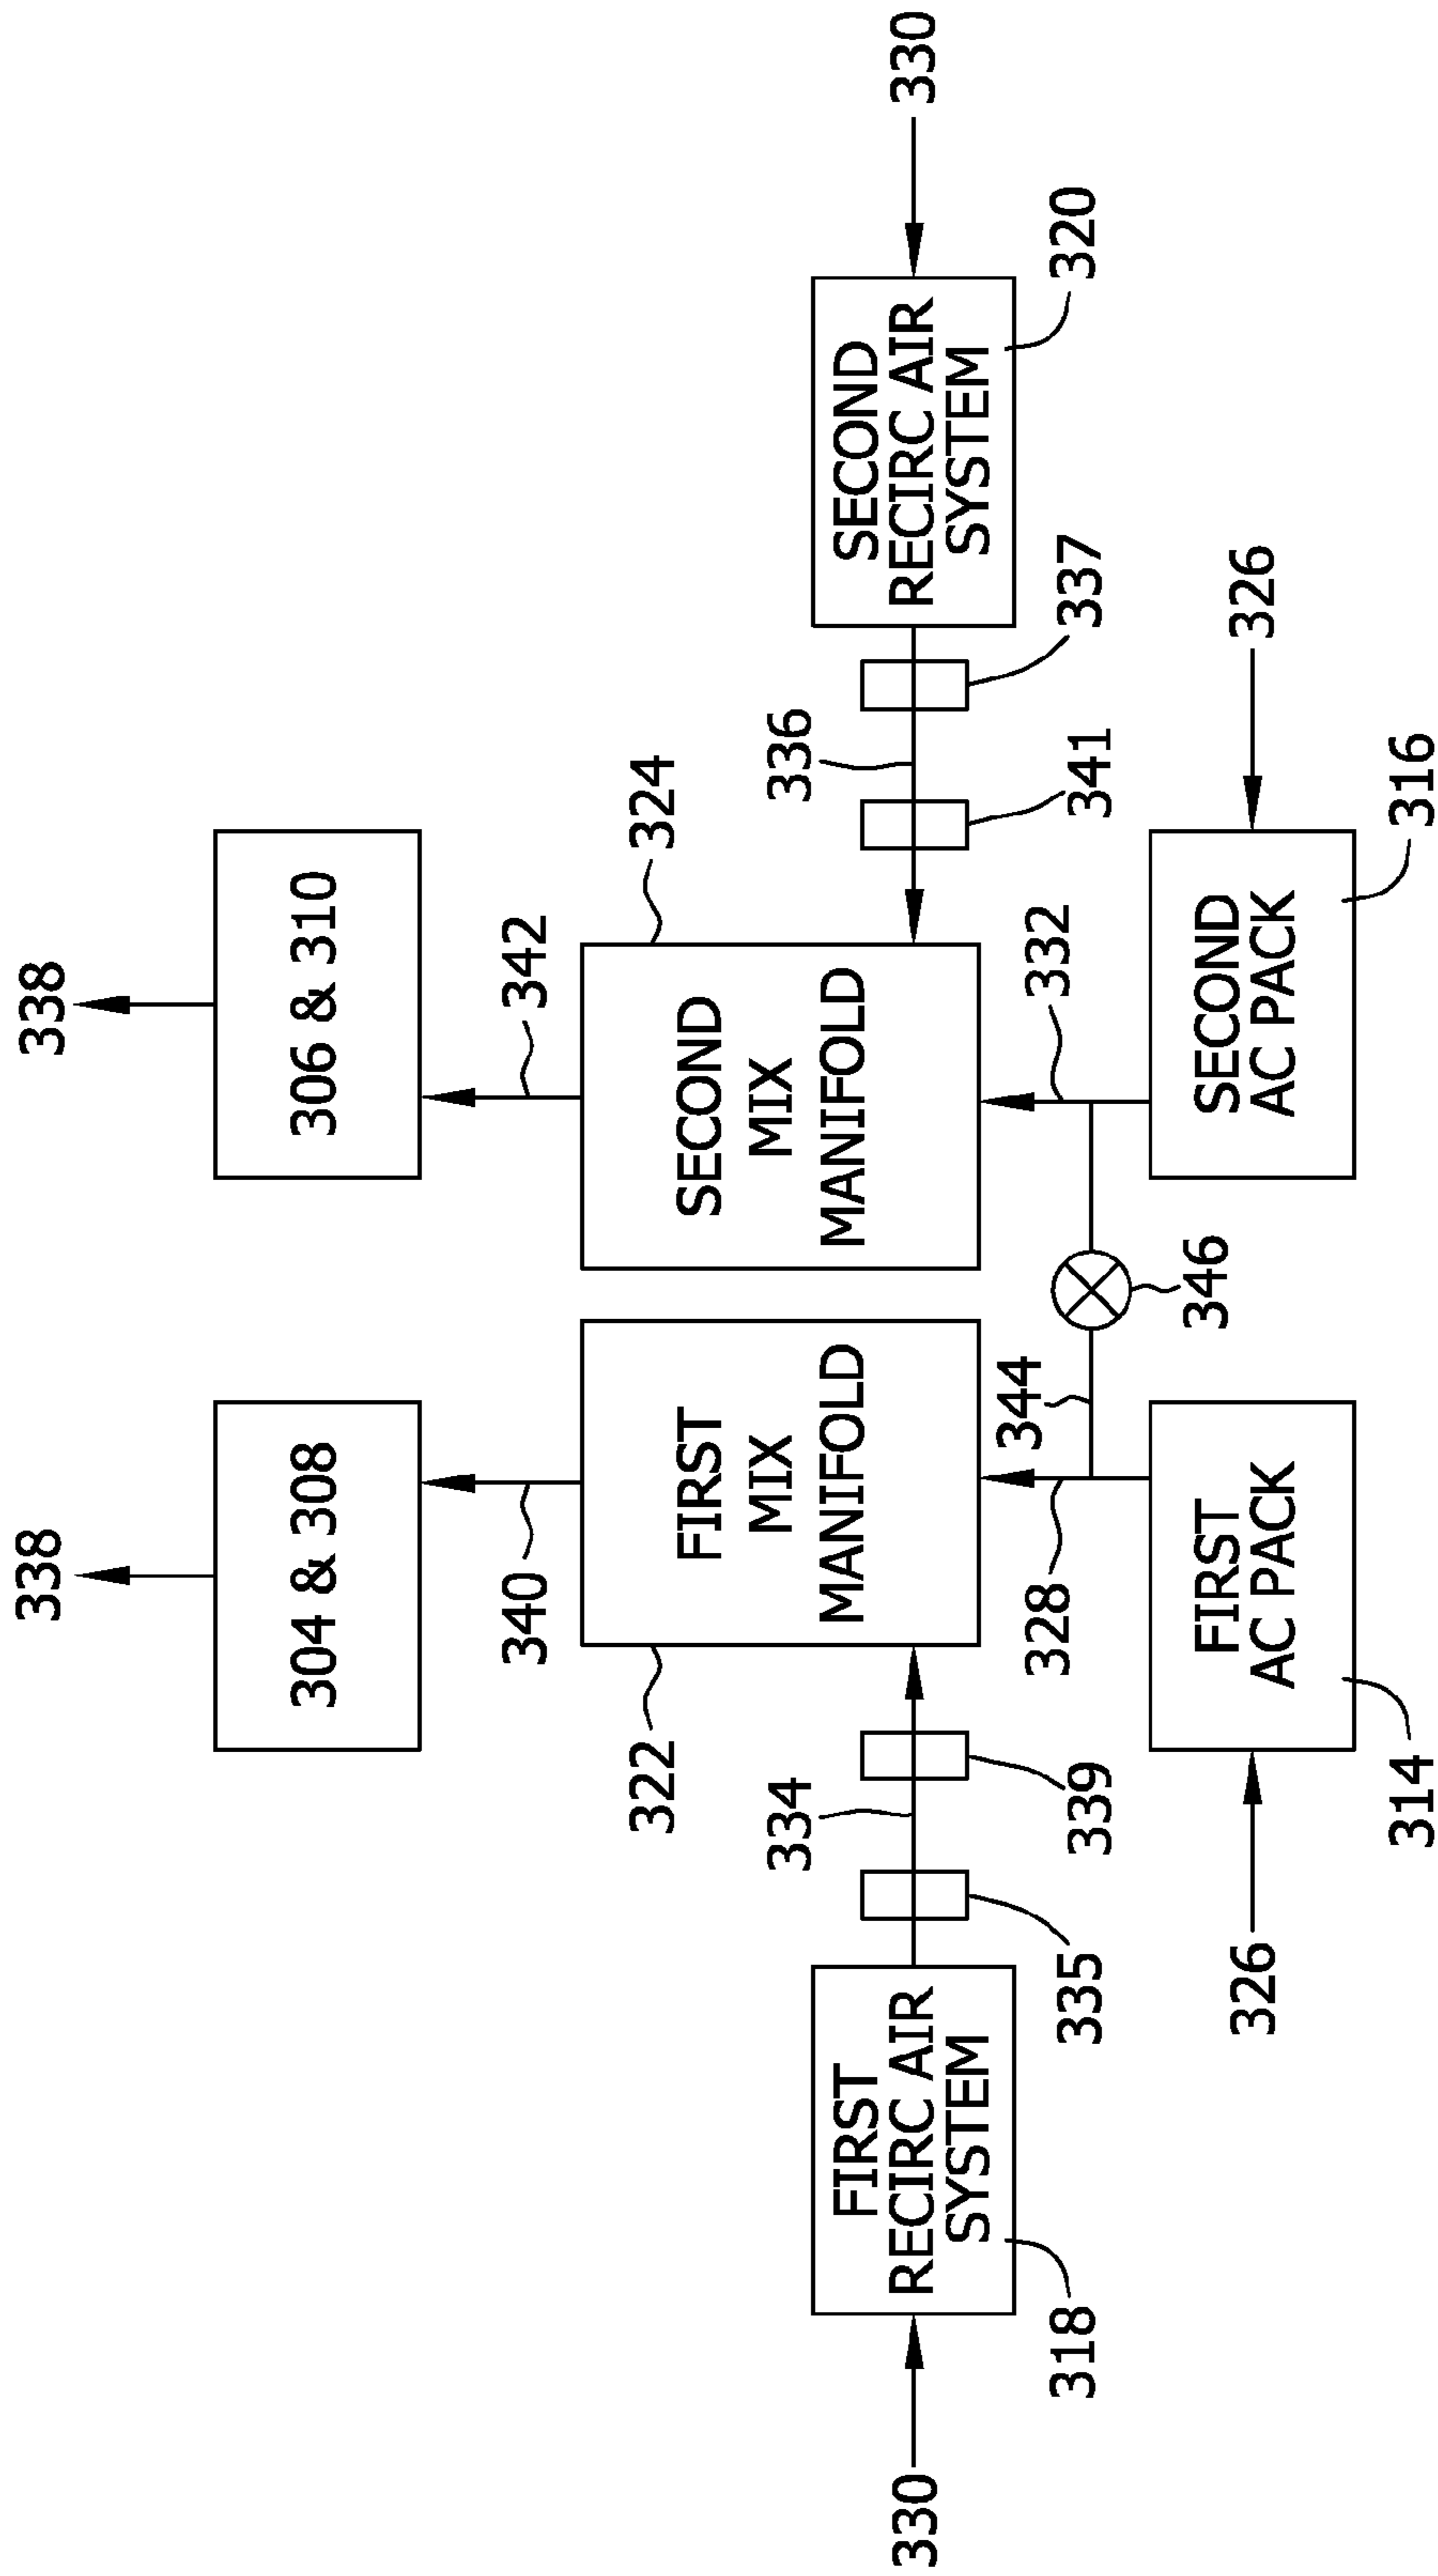 338
338
304 & 308
306 & 310
340
342
322
324
FIRST
MIX
MANIFOLD
SECOND
MIX
MANIFOLD
334
336
330
FIRST
RECIRC AIR
SYSTEM
SECOND
RECIRC AIR
SYSTEM
330
318
335
339
328
344
332
341
337
320
346
326
FIRST
AC PACK
SECOND
AC PACK
326
314
316